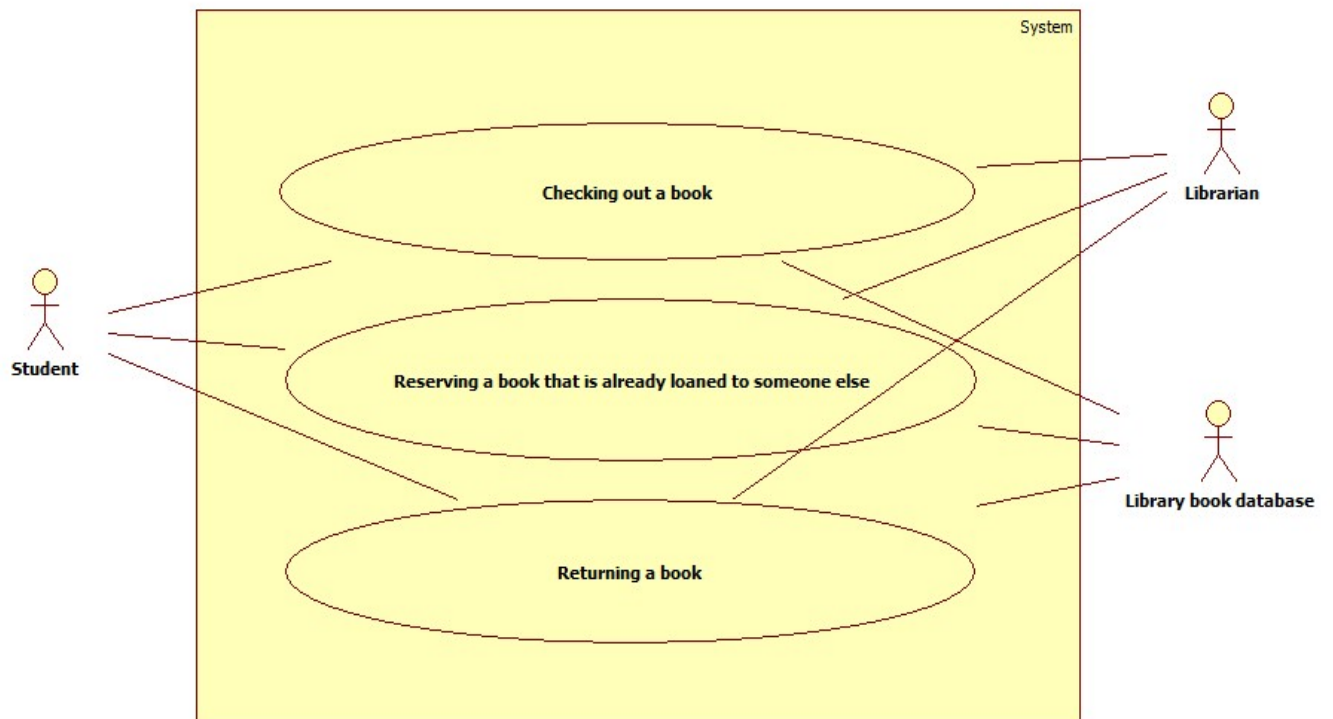 System
Checking out a book
Librarian
Student
Reserving a book that is already loaned to someone else
Library book database
Returning a book